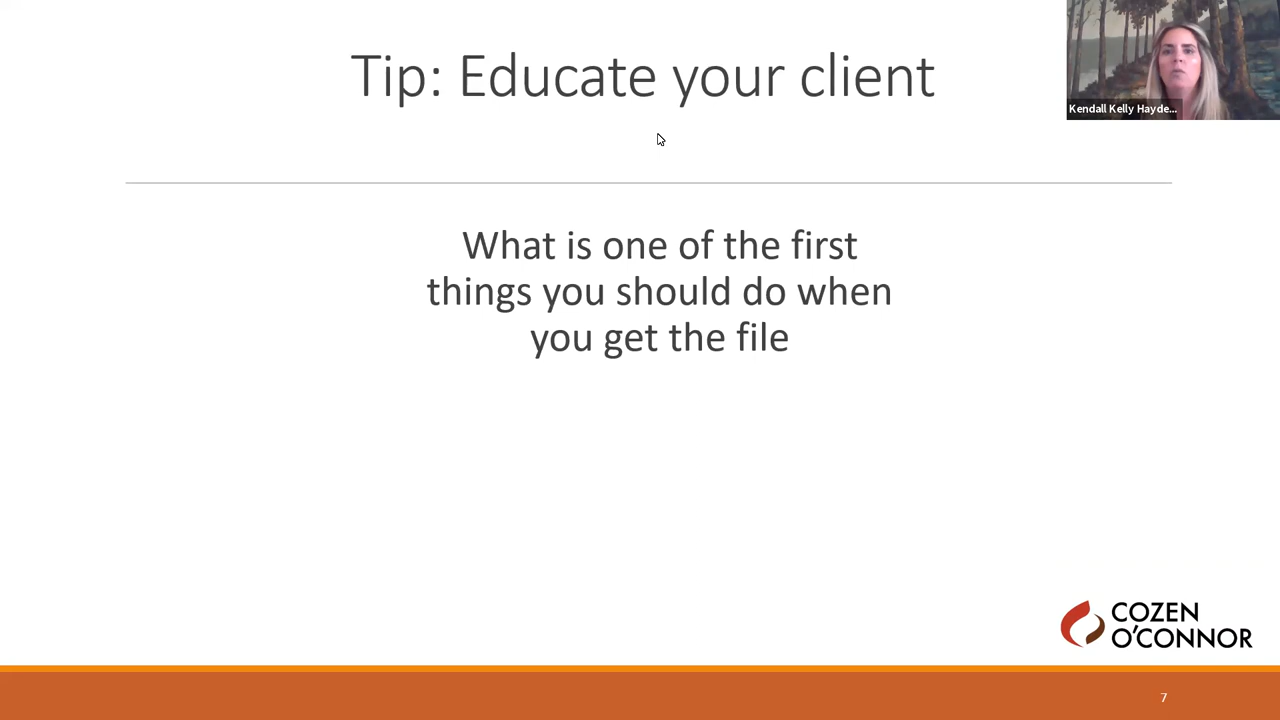 Tip: Educate your client
Kendall Kelly Hayde...
What is one of the first
things you should do when
you get the file
COZEN
O'CONNOR
7